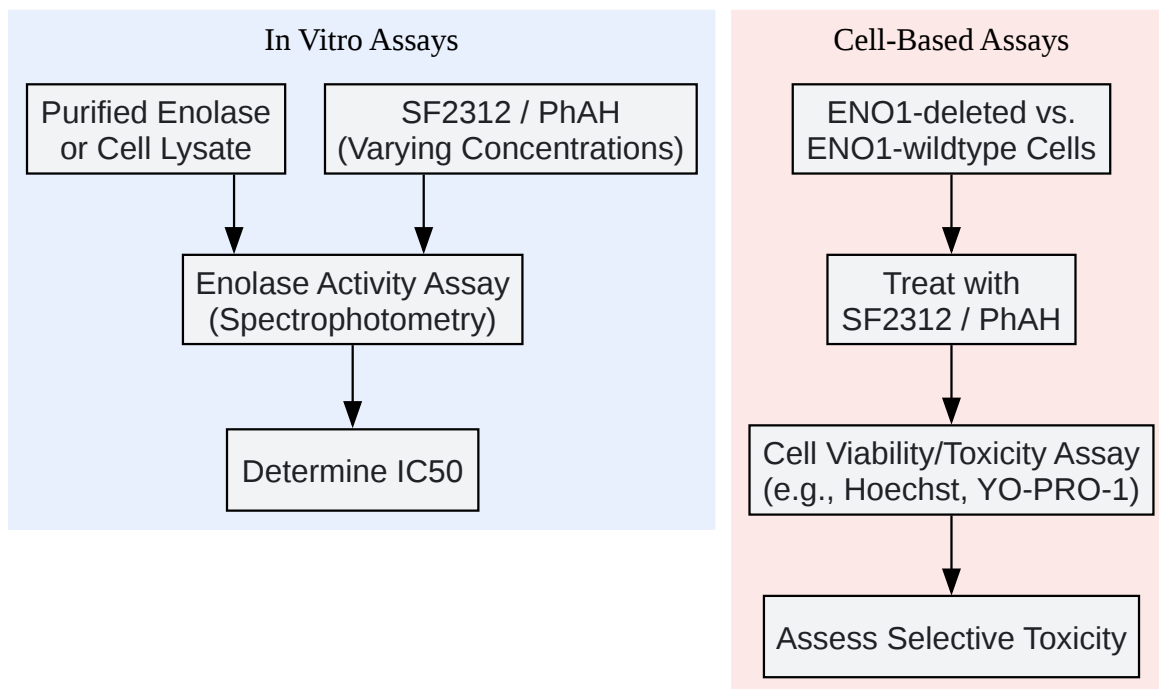 In Vitro Assays
Purified Enolase
or Cell Lysate
SF2312 / PhAH
(Varying Concentrations)
Enolase Activity Assay
(Spectrophotometry)
Determine IC50
Cell-Based Assays
ENO1-deleted vs.
ENO1-wildtype Cells
Treat with
SF2312 / PhAH
Cell Viability/Toxicity Assay
(e.g., Hoechst, YO-PRO-1)
Assess Selective Toxicity